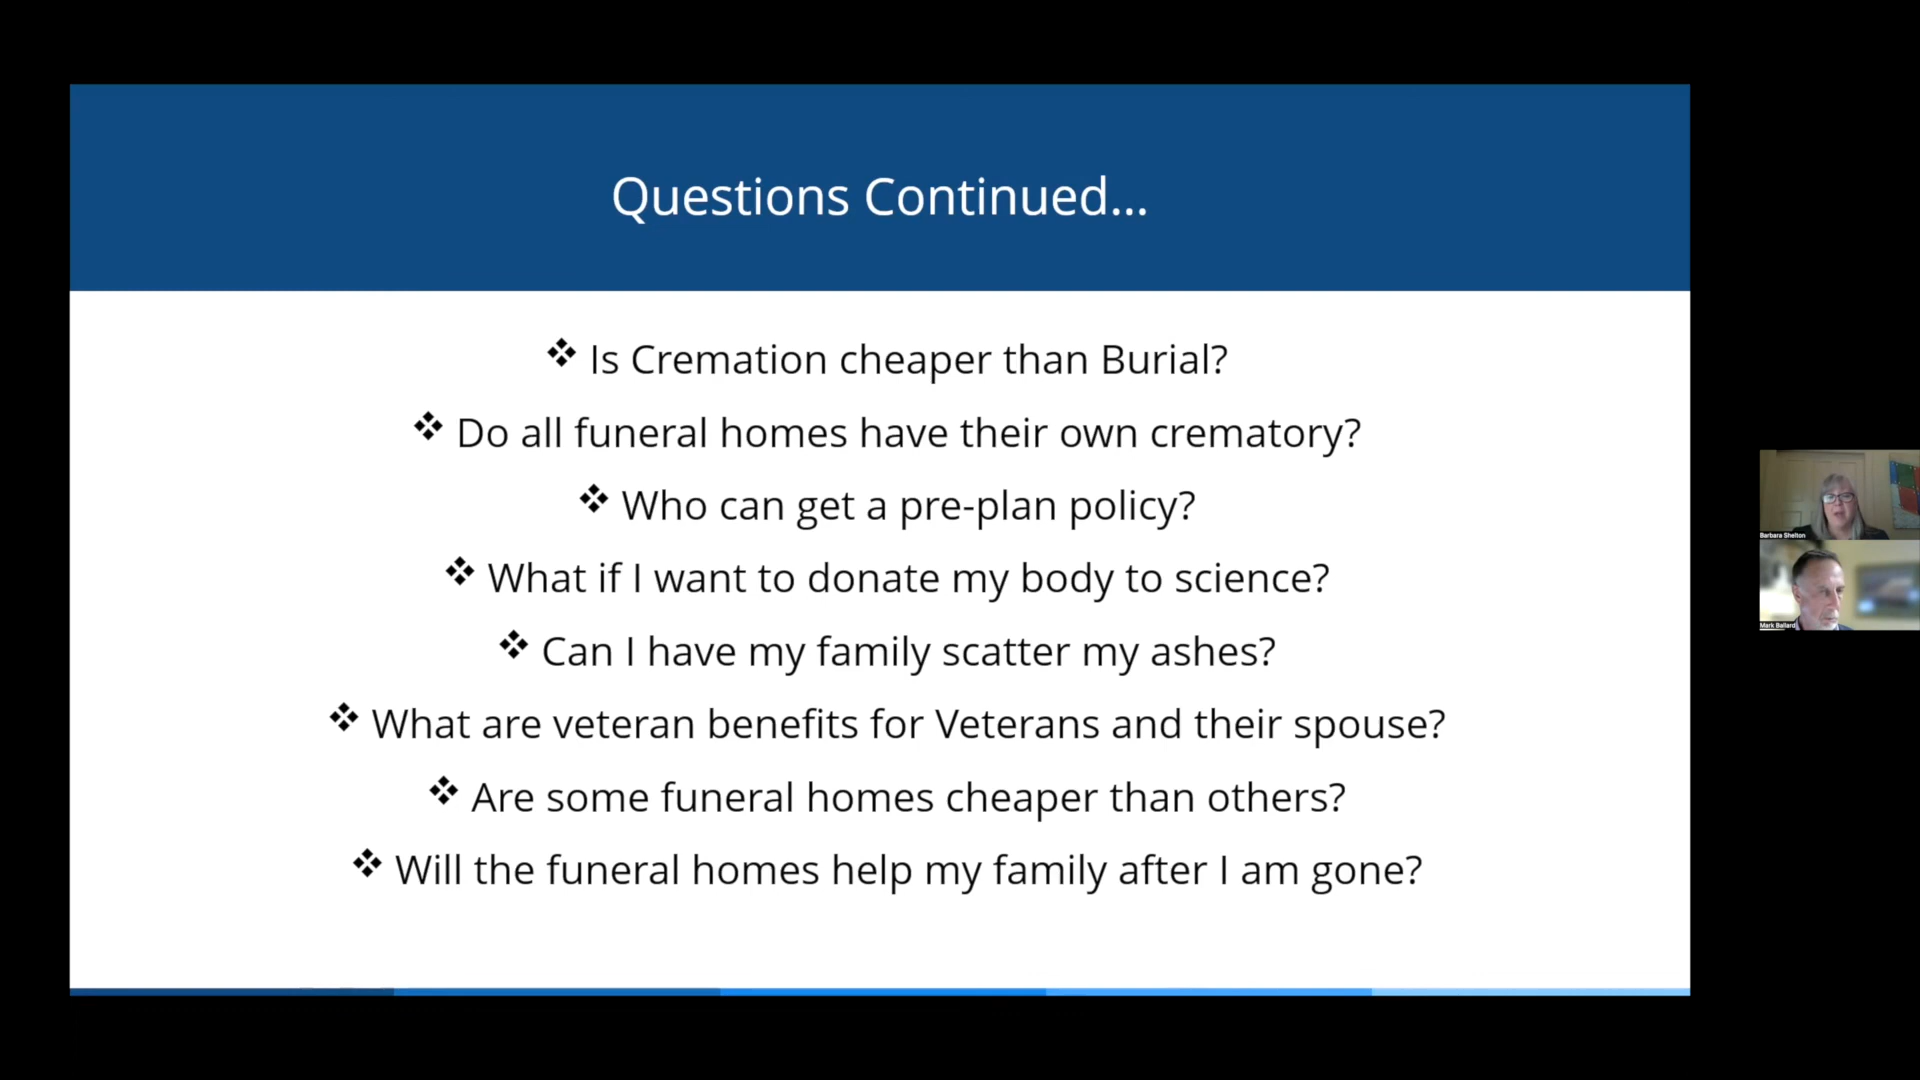 Questions Continued...
❖ Is Cremation cheaper than Burial?
❖ Do all funeral homes have their own crematory?
❖ Who can get a pre-plan policy?
❖ What if I want to donate my body to science?
❖ Can I have my family scatter my ashes?
❖ What are veteran benefits for Veterans and their spouse?
❖ Are some funeral homes cheaper than others?
❖ Will the funeral homes help my family after I am gone?
Barbara Shelton
Mark Ballard